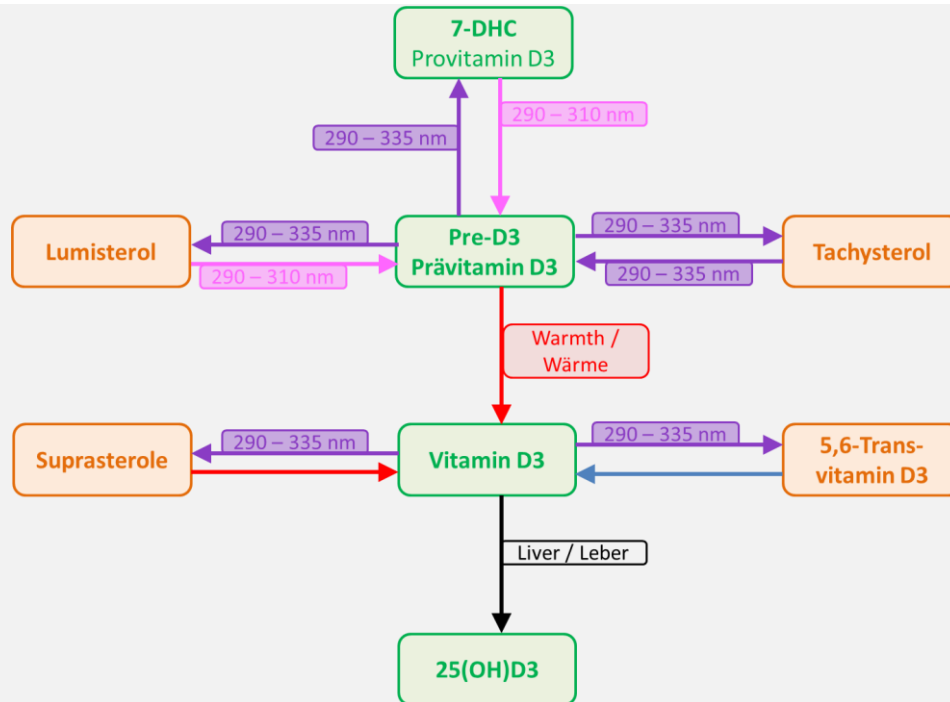 7-DHC
Provitamin D3
290 – 310 nm
290 – 335 nm
290 – 335 nm
290 – 335 nm
Lumisterol
Pre-D3
Prävitamin D3
Tachysterol
290 – 310 nm
290 – 335 nm
Warmth /
Wärme
290 – 335 nm
290 – 335 nm
Suprasterole
Vitamin D3
5,6-Trans-
vitamin D3
Liver / Leber
25(OH)D3